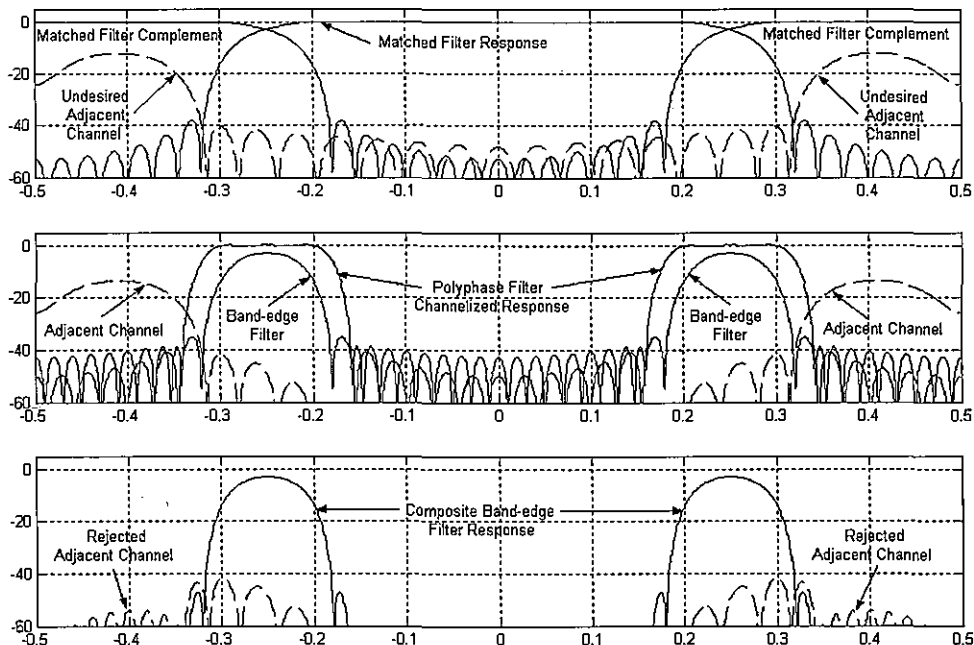 0
-20
-40
-60
Matched Filter Complement
Matched Filter Response
Matched Filter Complement
Undesired
Adjacent
Channel
Undesired
Adjacent
Channel
-0.5 -0.4 -0.3 -0.2 -0.1 0 0.1 0.2 0.3 0.4 0.5
0
-20
-40
-60
Adjacent Channel
Band-edge
Filter
Polyphase Filter
Channelized Response
Band-edge
Filter
Adjacent Channel
-0.5 -0.4 -0.3 -0.2 -0.1 0 0.1 0.2 0.3 0.4 0.5
0
-20
-40
-60
Rejected
Adjacent Channel
Composite Band-edge
Filter Response
Rejected
Adjacent Channel
-0.5 -0.4 -0.3 -0.2 -0.1 0 0.1 0.2 0.3 0.4 0.5